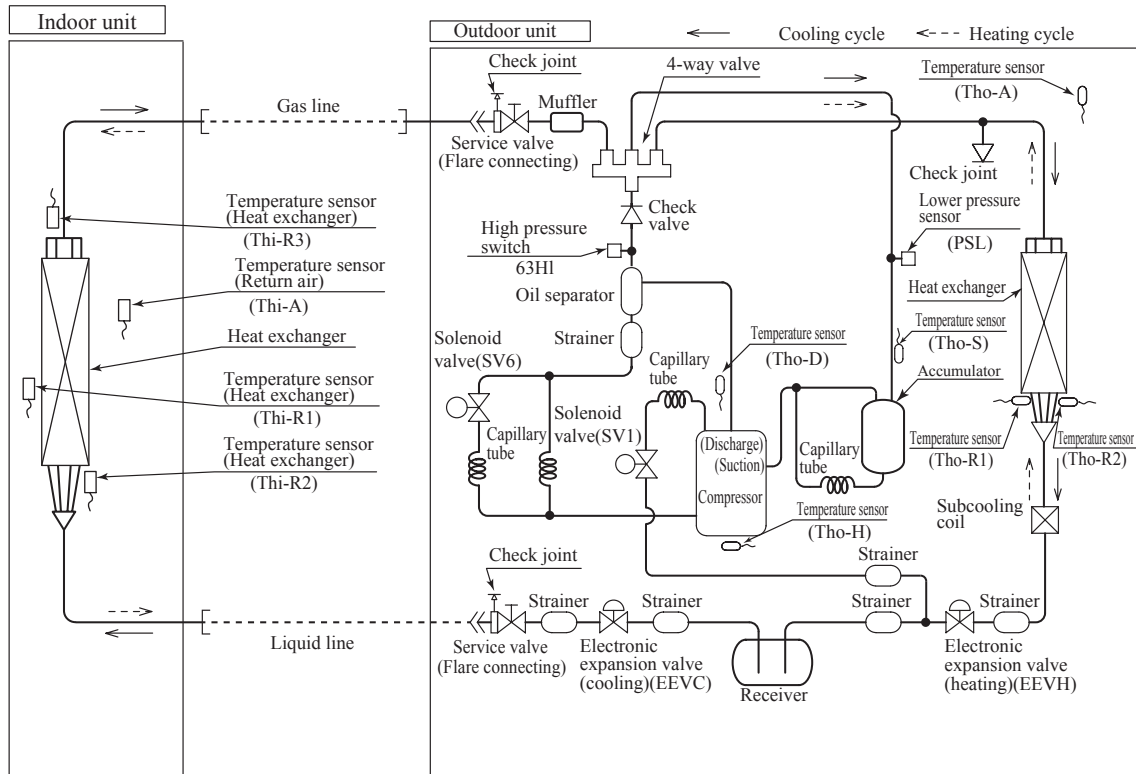 Indoor unit
Outdoor unit
Cooling cycle
Heating cycle
Check joint
4-way valve
Temperature sensor
(Tho-A)
Gas line
Muffler
Service valve
(Flare connecting)
Check joint
Temperature sensor
(Heat exchanger)
(Thi-R3)
Check
valve
Lower pressure
sensor
(PSL)
High pressure
switch
63Hl
Temperature sensor
(Return air)
(Thi-A)
Oil separator
Heat exchanger
Heat exchanger
Strainer
Solenoid
valve(SV6)
Temperature sensor
(Tho-D)
Temperature sensor
(Tho-S)
Capillary
tube
Accumulator
Temperature sensor
(Heat exchanger)
(Thi-R1)
Solenoid
valve(SV1)
Capillary
tube
(Discharge)
(Suction)
Compressor
Capillary
tube
Temperature sensor
(Tho-R1)
Temperature sensor
(Tho-R2)
Temperature sensor
(Heat exchanger)
(Thi-R2)
Temperature sensor
(Tho-H)
Subcooling
coil
Check joint
Strainer
Strainer
Strainer
Strainer
Strainer
Liquid line
Service valve
(Flare connecting)
Electronic
expansion valve
(cooling)(EEVC)
Receiver
Electronic
expansion valve
(heating)(EEVH)